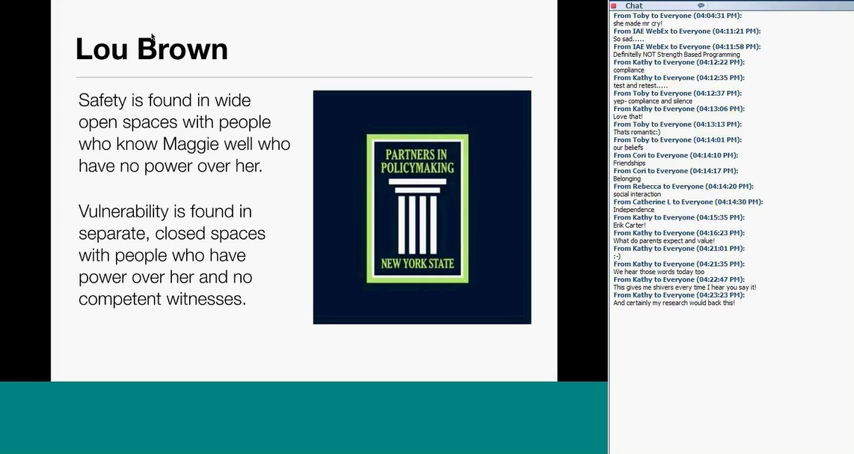 Lou Brown
Safety is found in wide
open spaces with people
who know Maggie well who
have no power over her.
Vulnerability is found in
separate, closed spaces
with people who have
power over her and no
competent witnesses.
PARTNERS IN
POLICYMAKING
NEW YORK STATE
Chat
From Toby to Everyone (04:04:31 PM):
she made mr cry!
From IAE WebEx to Everyone (04:11:21 PM):
So sad.....
From IAE WebEx to Everyone (04:11:58 PM):
Definitelly NOT Strength Based Programming
From Kathy to Everyone (04:12:22 PM):
compliance
From Kathy to Everyone (04:12:35 PM):
test and retest.....
From Toby to Everyone (04:12:37 PM):
yep- compliance and silence
From Kathy to Everyone (04:13:06 PM):
Love that!
From Toby to Everyone (04:13:13 PM):
Thats romantic:)
From Toby to Everyone (04:14:01 PM):
our beliefs
From Cori to Everyone (04:14:10 PM):
Friendships
From Cori to Everyone (04:14:17 PM):
Belonging
From Rebecca to Everyone (04:14:20 PM):
social interaction
From Catherine L to Everyone (04:14:30 PM):
Independence
From Kathy to Everyone (04:15:35 PM):
Erik Carter!
From Kathy to Everyone (04:16:23 PM):
What do parents expect and value!
From Kathy to Everyone (04:21:01 PM):
:-)
From Kathy to Everyone (04:21:35 PM):
We hear those words today too
From Kathy to Everyone (04:22:47 PM):
This gives me shivers every time I hear you say it!
From Kathy to Everyone (04:23:23 PM):
And certainly my research would back this!